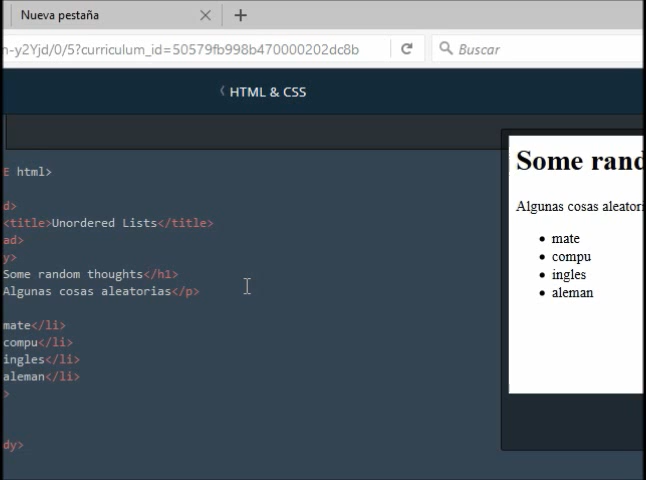 Nueva pestaña
n-y2Yjd/0/5?curriculum_id=50579fb998b470000202dc8b
Buscar
HTML & CSS
E html>
d>
<title>Unordered Lists</title>
ad>
y>
Some random thoughts</h1>
Algunas cosas aleatorias</p>
mate</li>
compu</li>
ingles</li>
aleman</li>
>
dy>
Some rand
Algunas cosas aleator
• mate
• compu
• ingles
• aleman